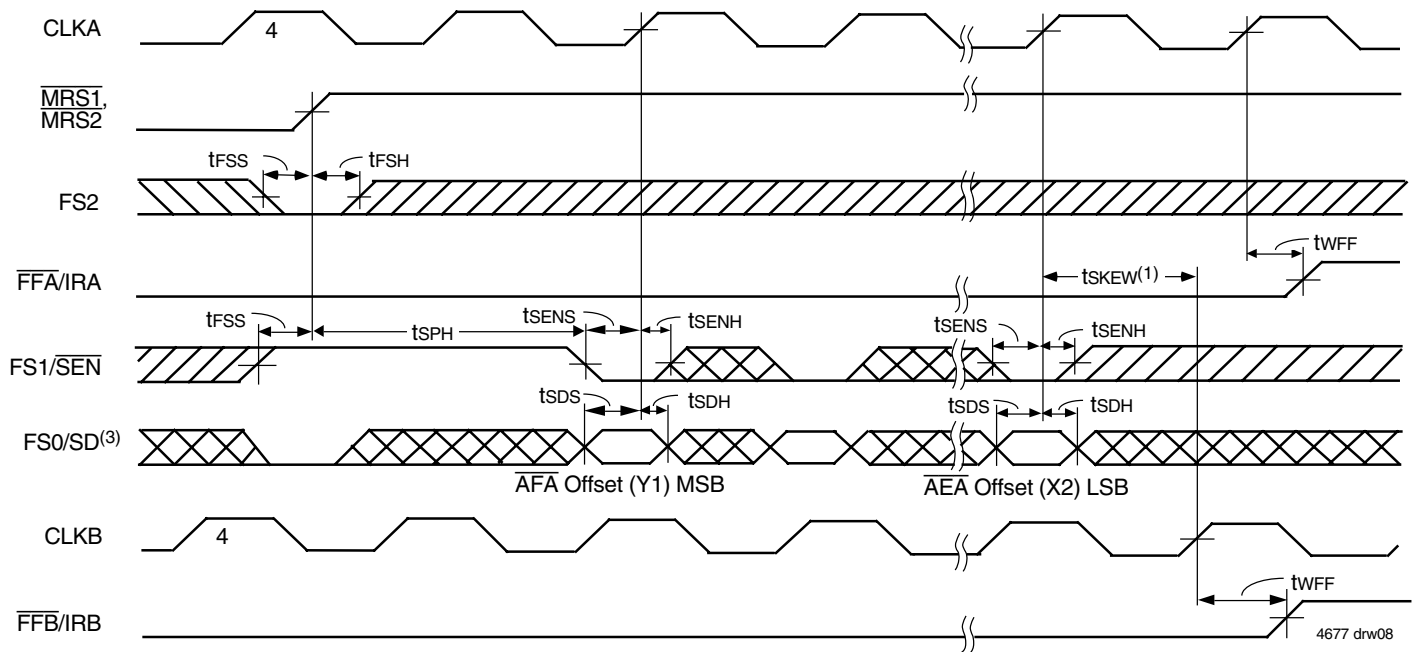 CLKA
4
MRS1,
MRS2
tFSS
tFSH
FS2
tWFF
FFA/IRA
tSKEW(1)
tFSS
tSPH
tSENS
tSENH
tSENS
tSENH
FS1/SEN
tSDS
tSDH
tSDS
tSDH
FS0/SD(3)
AFA Offset (Y1) MSB
AEA Offset (X2) LSB
CLKB
4
tWFF
FFB/IRB
4677 drw08